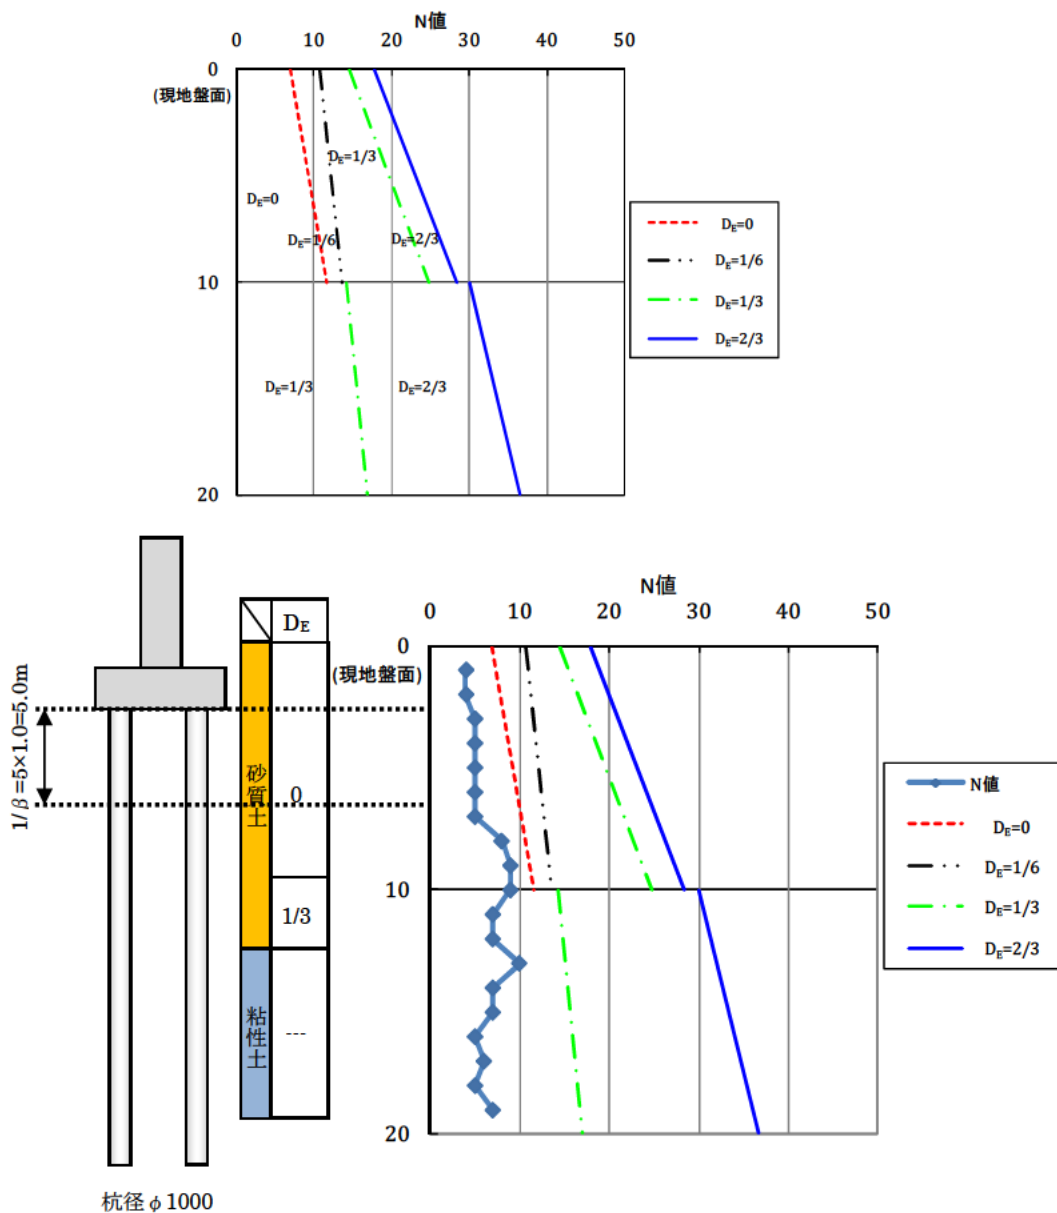 N値
0 10 20 30 40 50
0
(現地盤面)
D_E=1/3
D_E=0
D_E=1/6 D_E=2/3
10
D_E=1/3 D_E=2/3
20
D_E=0
D_E=1/6
D_E=1/3
D_E=2/3
1/β=5×1.0=5.0m
D_E
砂質土
0
1/3
粘性土
---
杭径φ1000
N値
0 10 20 30 40 50
0
(現地盤面)
10
20
N値
D_E=0
D_E=1/6
D_E=1/3
D_E=2/3